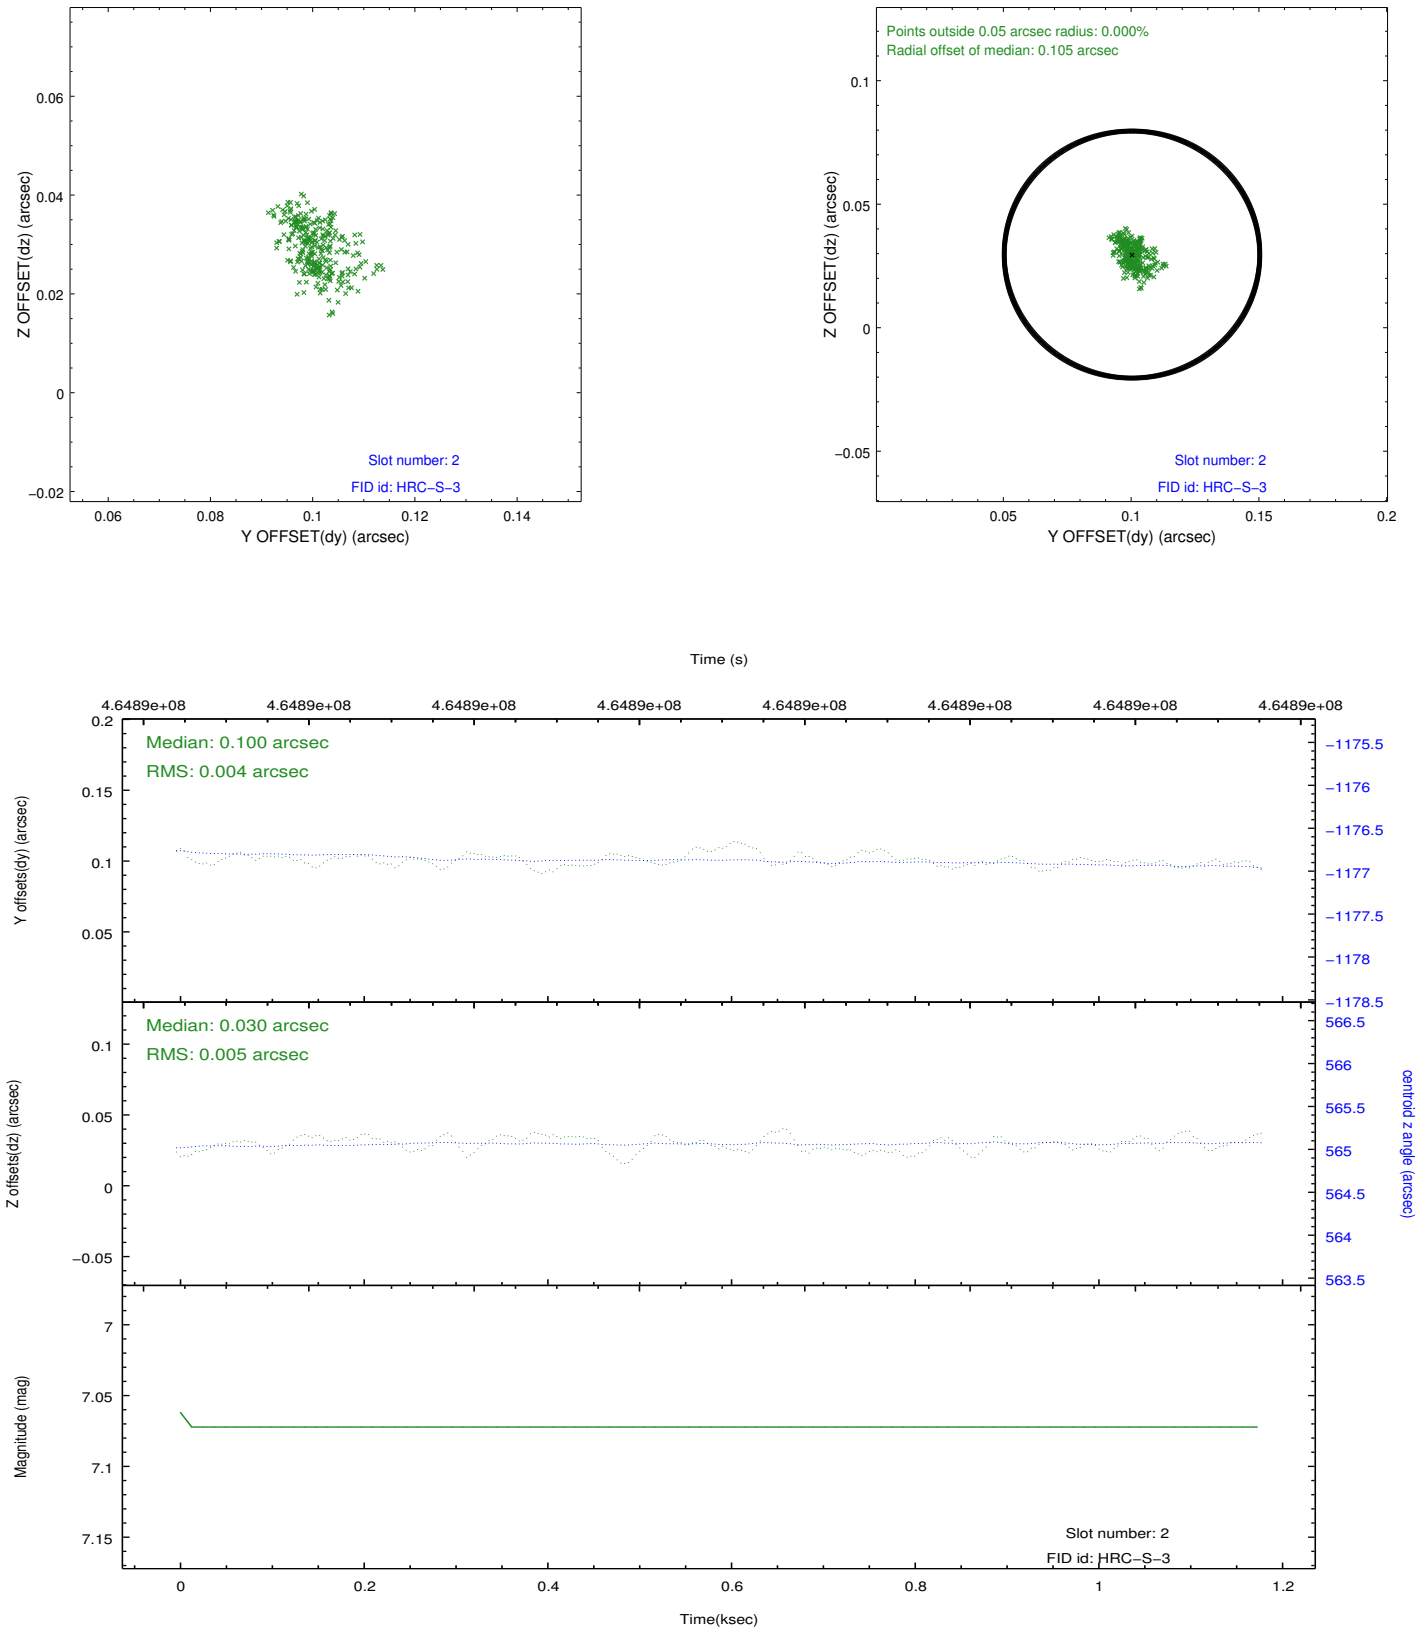 0.06
0.04
0.02
0
−0.02
Z OFFSET(dz) (arcsec)
Slot number: 2
FID id: HRC−S−3
0.06 0.08 0.1 0.12 0.14
Y OFFSET(dy) (arcsec)
Points outside 0.05 arcsec radius: 0.000%
Radial offset of median: 0.105 arcsec
0.1
0.05
0
−0.05
Z OFFSET(dz) (arcsec)
Slot number: 2
FID id: HRC−S−3
0.05 0.1 0.15 0.2
Y OFFSET(dy) (arcsec)
Time (s)
4.6489e+08 4.6489e+08 4.6489e+08 4.6489e+08 4.6489e+08 4.6489e+08 4.6489e+08 4.6489e+08
0.2
0.15
0.1
0.05
Y offsets(dy) (arcsec)
Median: 0.100 arcsec
RMS: 0.004 arcsec
−1175.5
−1176
−1176.5
−1177
−1177.5
−1178
−1178.5
0.1
0.05
0
−0.05
Z offsets(dz) (arcsec)
Median: 0.030 arcsec
RMS: 0.005 arcsec
566.5
566
565.5
565
564.5
564
563.5
centroid z angle (arcsec)
7
7.05
7.1
7.15
Magnitude (mag)
Slot number: 2
FID id: HRC−S−3
0 0.2 0.4 0.6 0.8 1 1.2
Time(ksec)